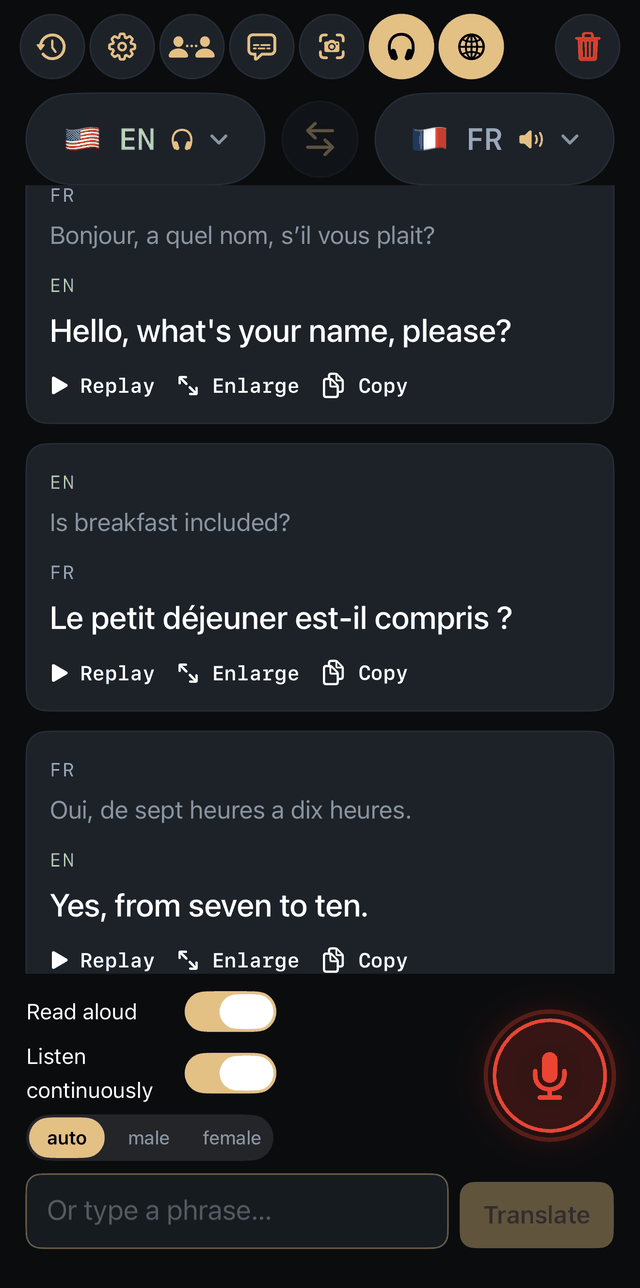 EN
FR
FR
Bonjour, a quel nom, s’il vous plait?
EN
Hello, what's your name, please?
Replay Enlarge Copy
EN
Is breakfast included?
FR
Le petit déjeuner est-il compris ?
Replay Enlarge Copy
FR
Oui, de sept heures a dix heures.
EN
Yes, from seven to ten.
Replay Enlarge Copy
Read aloud
Listen
continuously
auto male female
Or type a phrase...
Translate